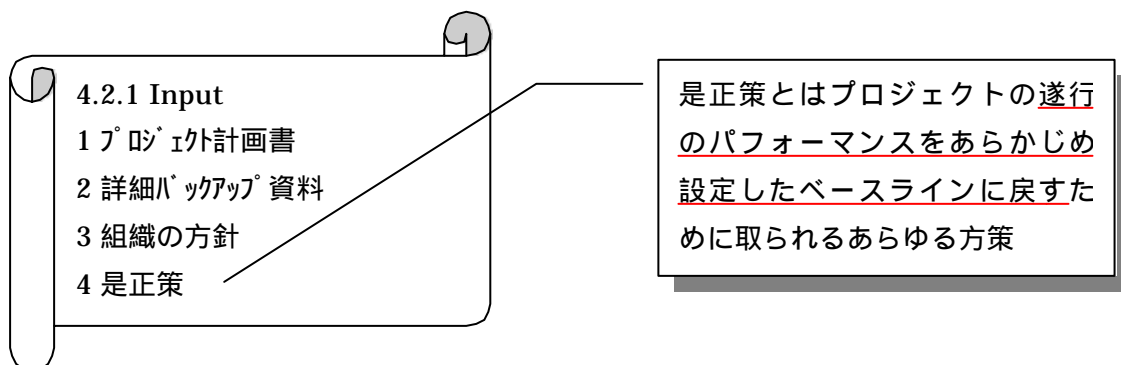 4.2.1 Input
1 ﾌﾟﾛｼﾞｪｸﾄ計画書
2 詳細ﾊﾞｯｸｱｯﾌﾟ資料
3 組織の方針
4 是正策
是正策とはプロジェクトの遂行
のパフォーマンスをあらかじめ
設定したベースラインに戻すた
めに取られるあらゆる方策